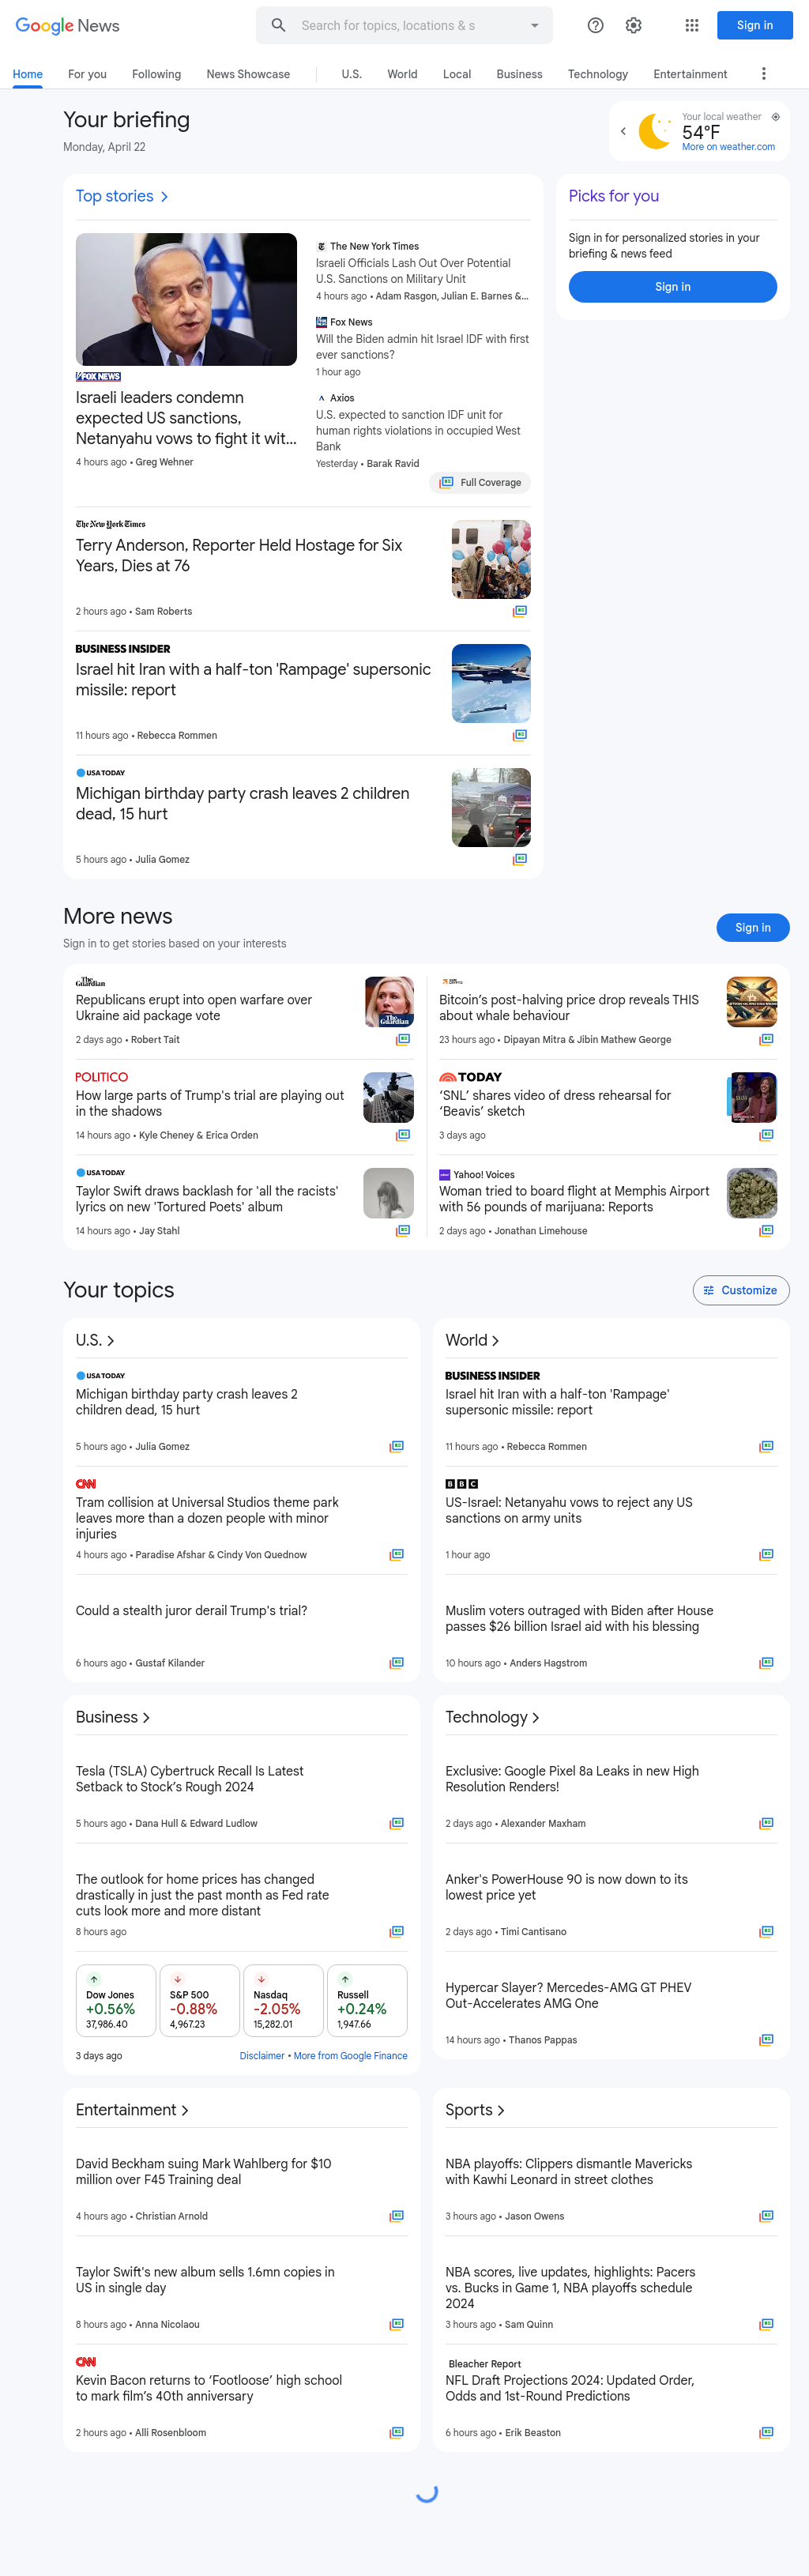 Google News
Search for topics, locations & s
Sign in
Home
For you
Following
News Showcase
U.S.
World
Local
Business
Technology
Entertainment
Your briefing
Monday, April 22
Your local weather
54°F
More on weather.com
Top stories
FOX NEWS
Israeli leaders condemn
expected US sanctions,
Netanyahu vows to fight it wit...
4 hours ago • Greg Wehner
The New York Times
Israeli Officials Lash Out Over Potential
U.S. Sanctions on Military Unit
4 hours ago • Adam Rasgon, Julian E. Barnes &...
Fox News
Will the Biden admin hit Israel IDF with first
ever sanctions?
1 hour ago
Axios
U.S. expected to sanction IDF unit for
human rights violations in occupied West
Bank
Yesterday • Barak Ravid
Full Coverage
Picks for you
Sign in for personalized stories in your
briefing & news feed
Sign in
The New York Times
Terry Anderson, Reporter Held Hostage for Six
Years, Dies at 76
2 hours ago • Sam Roberts
BUSINESS INSIDER
Israel hit Iran with a half-ton 'Rampage' supersonic
missile: report
11 hours ago • Rebecca Rommen
USA TODAY
Michigan birthday party crash leaves 2 children
dead, 15 hurt
5 hours ago • Julia Gomez
More news
Sign in to get stories based on your interests
Sign in
The Guardian
Republicans erupt into open warfare over
Ukraine aid package vote
2 days ago • Robert Tait
The Guardian
POLITICO
How large parts of Trump's trial are playing out
in the shadows
14 hours ago • Kyle Cheney & Erica Orden
USA TODAY
Taylor Swift draws backlash for 'all the racists'
lyrics on new 'Tortured Poets' album
14 hours ago • Jay Stahl
Bitcoin’s post-halving price drop reveals THIS
about whale behaviour
23 hours ago • Dipayan Mitra & Jibin Mathew George
TODAY
‘SNL’ shares video of dress rehearsal for
‘Beavis’ sketch
3 days ago
Yahoo! Voices
Woman tried to board flight at Memphis Airport
with 56 pounds of marijuana: Reports
2 days ago • Jonathan Limehouse
Your topics
Customize
U.S.
USA TODAY
Michigan birthday party crash leaves 2
children dead, 15 hurt
5 hours ago • Julia Gomez
CNN
Tram collision at Universal Studios theme park
leaves more than a dozen people with minor
injuries
4 hours ago • Paradise Afshar & Cindy Von Quednow
Could a stealth juror derail Trump's trial?
6 hours ago • Gustaf Kilander
World
BUSINESS INSIDER
Israel hit Iran with a half-ton 'Rampage'
supersonic missile: report
11 hours ago • Rebecca Rommen
BBC
US-Israel: Netanyahu vows to reject any US
sanctions on army units
1 hour ago
Muslim voters outraged with Biden after House
passes $26 billion Israel aid with his blessing
10 hours ago • Anders Hagstrom
Business
Tesla (TSLA) Cybertruck Recall Is Latest
Setback to Stock’s Rough 2024
5 hours ago • Dana Hull & Edward Ludlow
The outlook for home prices has changed
drastically in just the past month as Fed rate
cuts look more and more distant
8 hours ago
Dow Jones
+0.56%
37,986.40
S&P 500
-0.88%
4,967.23
Nasdaq
-2.05%
15,282.01
Russell
+0.24%
1,947.66
3 days ago
Disclaimer • More from Google Finance
Technology
Exclusive: Google Pixel 8a Leaks in new High
Resolution Renders!
2 days ago • Alexander Maxham
Anker's PowerHouse 90 is now down to its
lowest price yet
2 days ago • Timi Cantisano
Hypercar Slayer? Mercedes-AMG GT PHEV
Out-Accelerates AMG One
14 hours ago • Thanos Pappas
Entertainment
David Beckham suing Mark Wahlberg for $10
million over F45 Training deal
4 hours ago • Christian Arnold
Taylor Swift's new album sells 1.6mn copies in
US in single day
8 hours ago • Anna Nicolaou
CNN
Kevin Bacon returns to ‘Footloose’ high school
to mark film’s 40th anniversary
2 hours ago • Alli Rosenbloom
Sports
NBA playoffs: Clippers dismantle Mavericks
with Kawhi Leonard in street clothes
3 hours ago • Jason Owens
NBA scores, live updates, highlights: Pacers
vs. Bucks in Game 1, NBA playoffs schedule
2024
3 hours ago • Sam Quinn
Bleacher Report
NFL Draft Projections 2024: Updated Order,
Odds and 1st-Round Predictions
6 hours ago • Erik Beaston